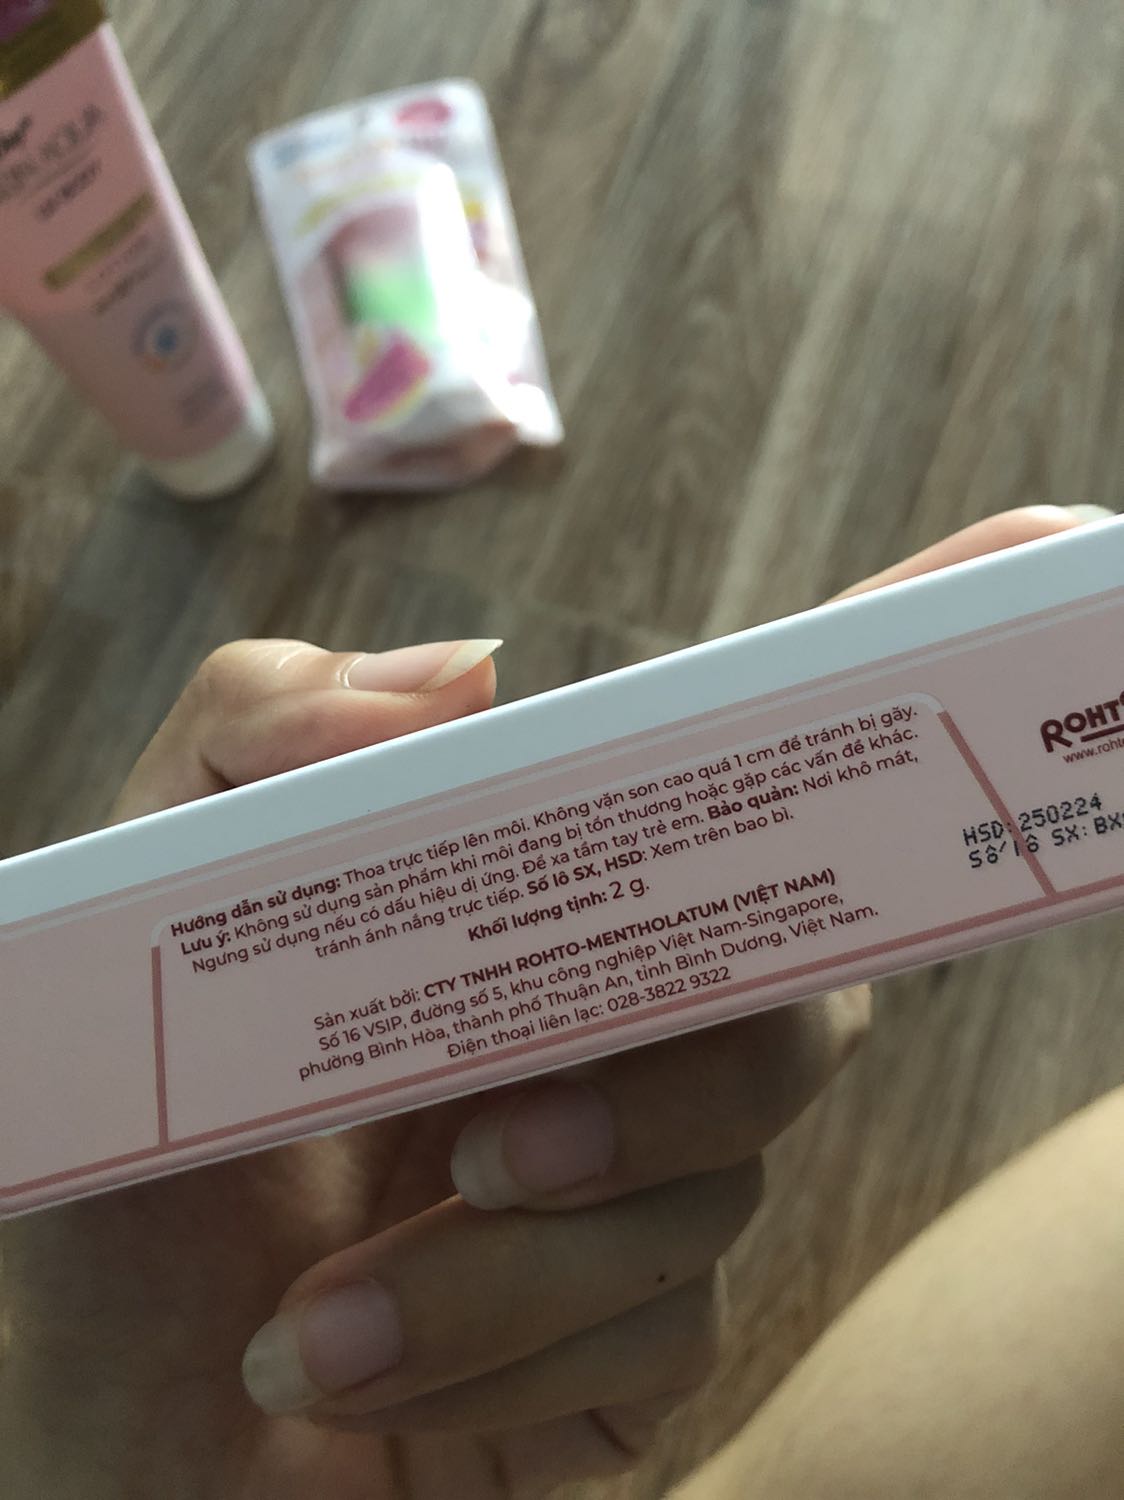 Hướng dẫn sử dụng: Thoa trực tiếp lên môi. Không vặn son cao quá 1 cm để tránh bị gãy.
Lưu ý: Không sử dụng sản phẩm khi môi đang bị tổn thương hoặc gặp các vấn đề khác.
Ngưng sử dụng nếu có dấu hiệu dị ứng. Để xa tầm tay trẻ em. Bảo quản: Nơi khô mát,
tránh ánh nắng trực tiếp. Số lô SX, HSD: Xem trên bao bì.
Khối lượng tịnh: 2 g.
Sản xuất bởi: CTY TNHH ROHTO-MENTHOLATUM (VIỆT NAM)
Số 16 VSIP, đường số 5, khu công nghiệp Việt Nam-Singapore,
phường Bình Hòa, thành phố Thuận An, tỉnh Bình Dương, Việt Nam.
Điện thoại liên lạc: 028-3822 9322
ROHT
www.roht
HSD: 250224
Số/lô SX: BX